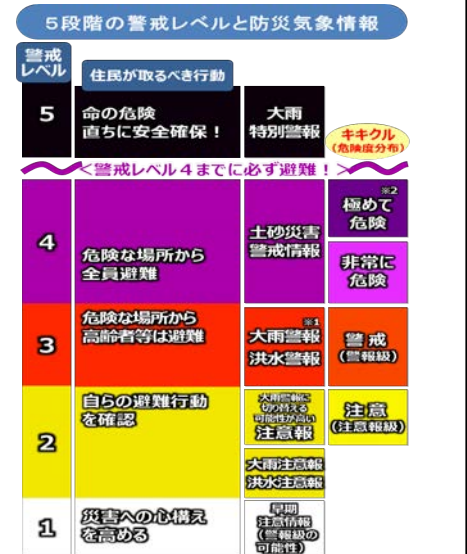 5段階の警戒レベルと防災気象情報
警戒
レベル
住民が取るべき行動
5
命の危険
直ちに安全確保！
大雨
特別警報
キキクル
(危険度分布)
＜警戒レベル４までに必ず避難！＞
4
危険な場所から
全員避難
土砂災害
警戒情報
※2
極めて
危険
非常に
危険
3
危険な場所から
高齢者等は避難
※1
大雨警報
洪水警報
警戒
(警報級)
2
自らの避難行動
を確認
大雨警報に
切り替える
可能性が高い
注意報
大雨注意報
洪水注意報
注意
(注意報級)
1
災害への心構え
を高める
早期
注意情報
(警報級の
可能性)